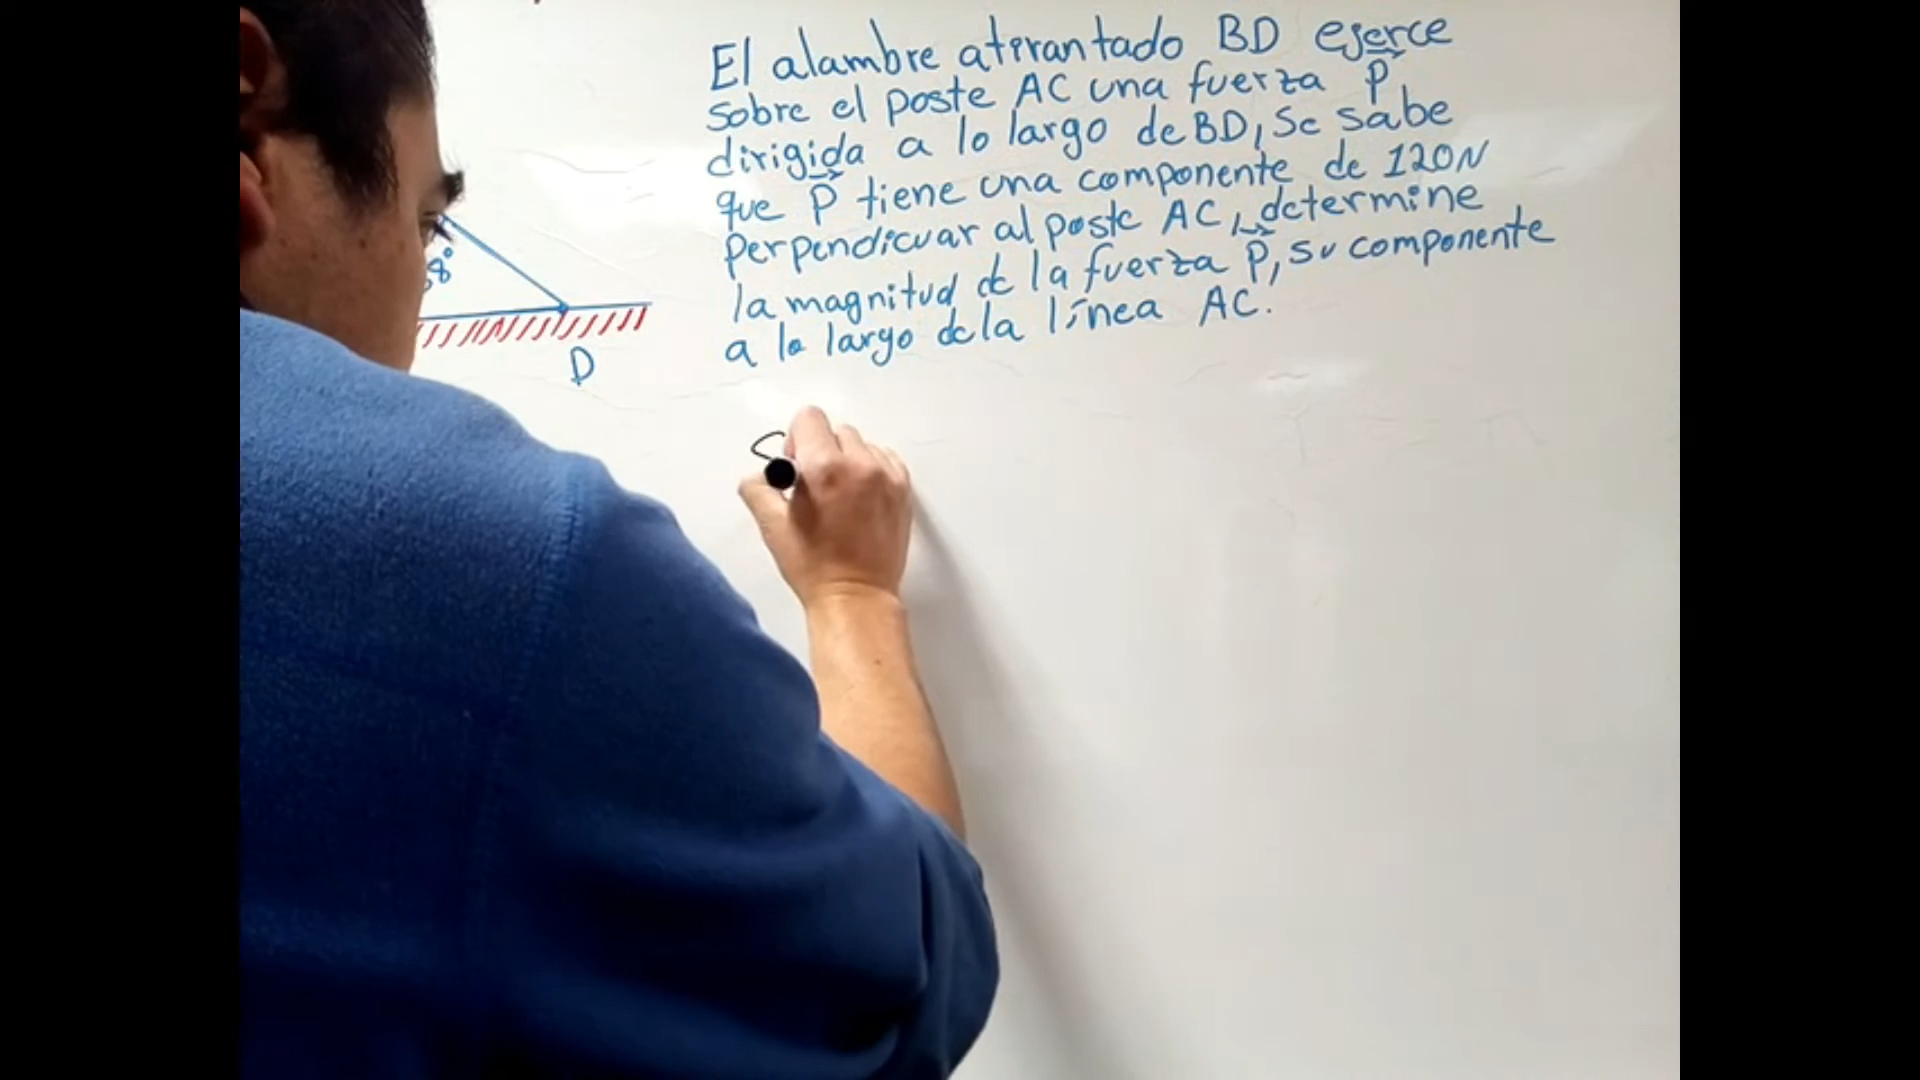 El alambre atirantado BD ejerce
sobre el poste AC una fuerza P,
dirigida a lo largo de BD, Se sabe
que P tiene una componente de 120N
Perpendicuar al poste AC, determine
la magnitud de la fuerza P, su componente
a lo largo de la línea AC.
8°
D
S